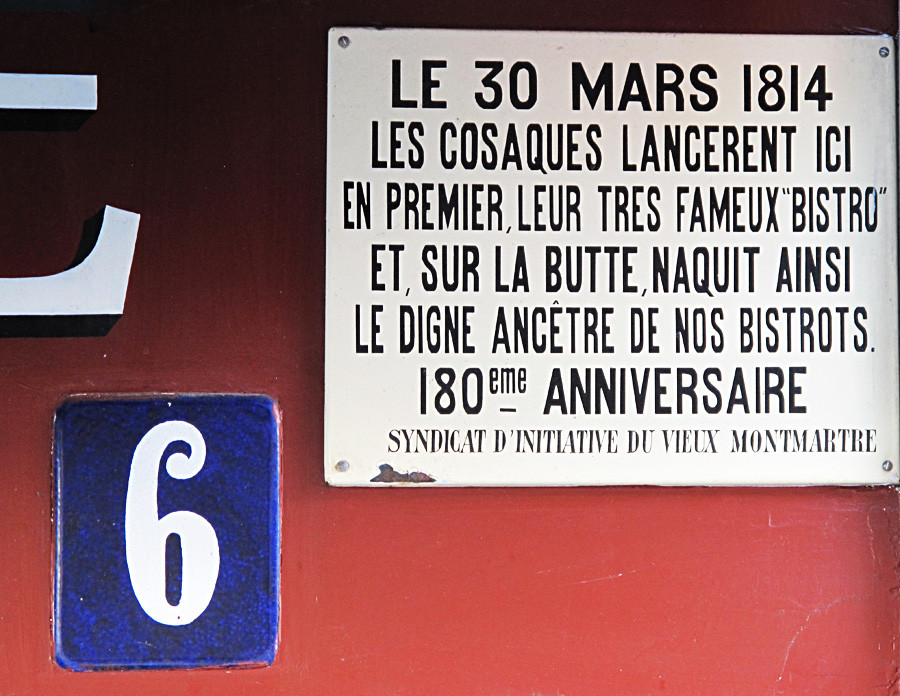 LE 30 MARS 1814
LES COSAQUES LANCERENT ICI
EN PREMIER, LEUR TRES FAMEUX "BISTRO"
ET, SUR LA BUTTE, NAQUIT AINSI
LE DIGNE ANCÊTRE DE NOS BISTROTS.
180eme ANNIVERSAIRE
SYNDICAT D'INITIATIVE DU VIEUX MONTMARTRE
6